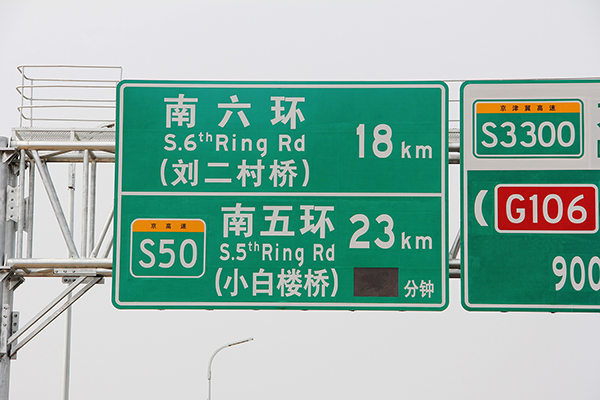 南六环
S.6th Ring Rd
18 km
(刘二村桥)
京高速
S50
南五环
S.5th Ring Rd
(小白楼桥)
23 km
分钟
京津冀高速
S3300
(G106
900